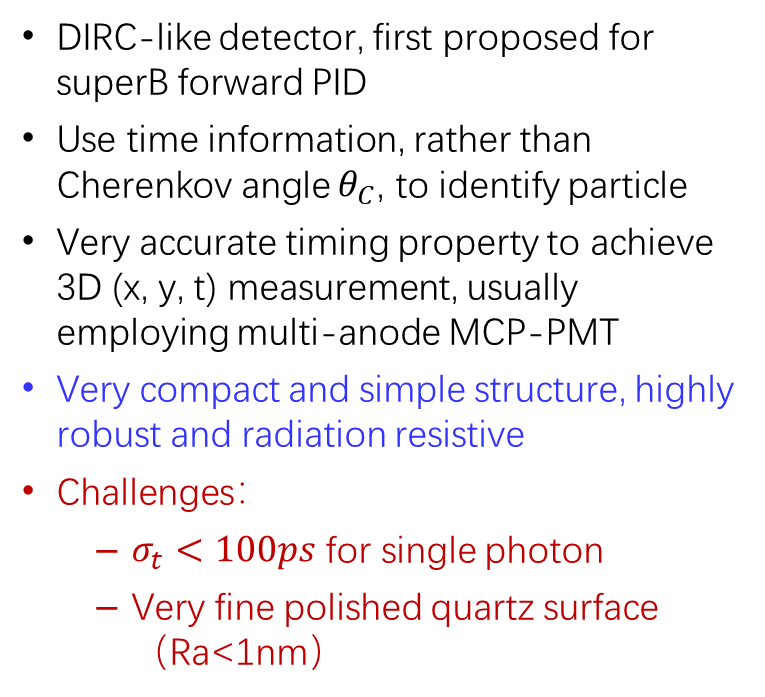 • DIRC-like detector, first proposed for
superB forward PID
• Use time information, rather than
Cherenkov angle θ_C, to identify particle
• Very accurate timing property to achieve
3D (x, y, t) measurement, usually
employing multi-anode MCP-PMT
• Very compact and simple structure, highly
robust and radiation resistive
• Challenges：
– σ_t < 100ps for single photon
– Very fine polished quartz surface
（Ra<1nm）